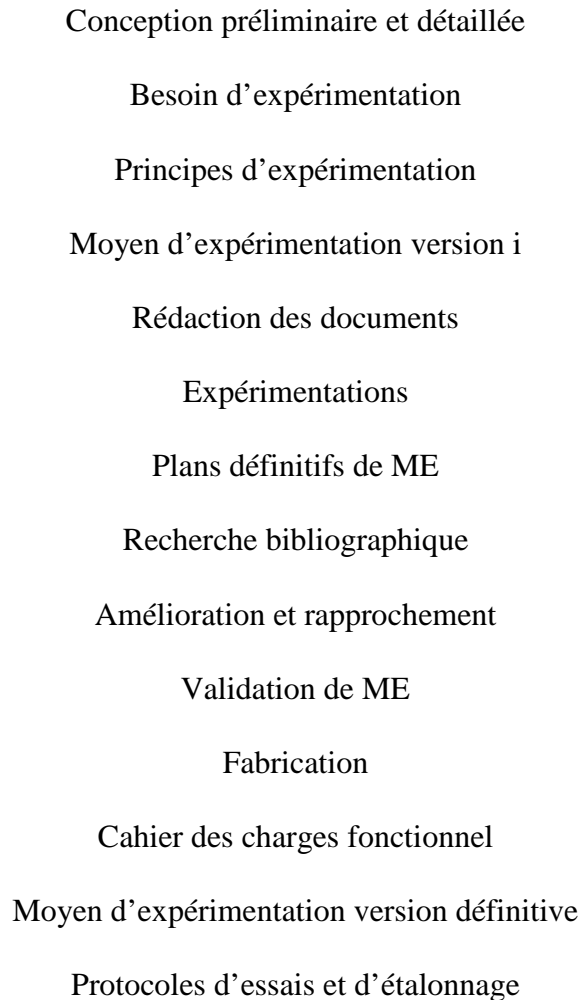 Conception préliminaire et détaillée
Besoin d’expérimentation
Principes d’expérimentation
Moyen d’expérimentation version i
Rédaction des documents
Expérimentations
Plans définitifs de ME
Recherche bibliographique
Amélioration et rapprochement
Validation de ME
Fabrication
Cahier des charges fonctionnel
Moyen d’expérimentation version définitive
Protocoles d’essais et d’étalonnage